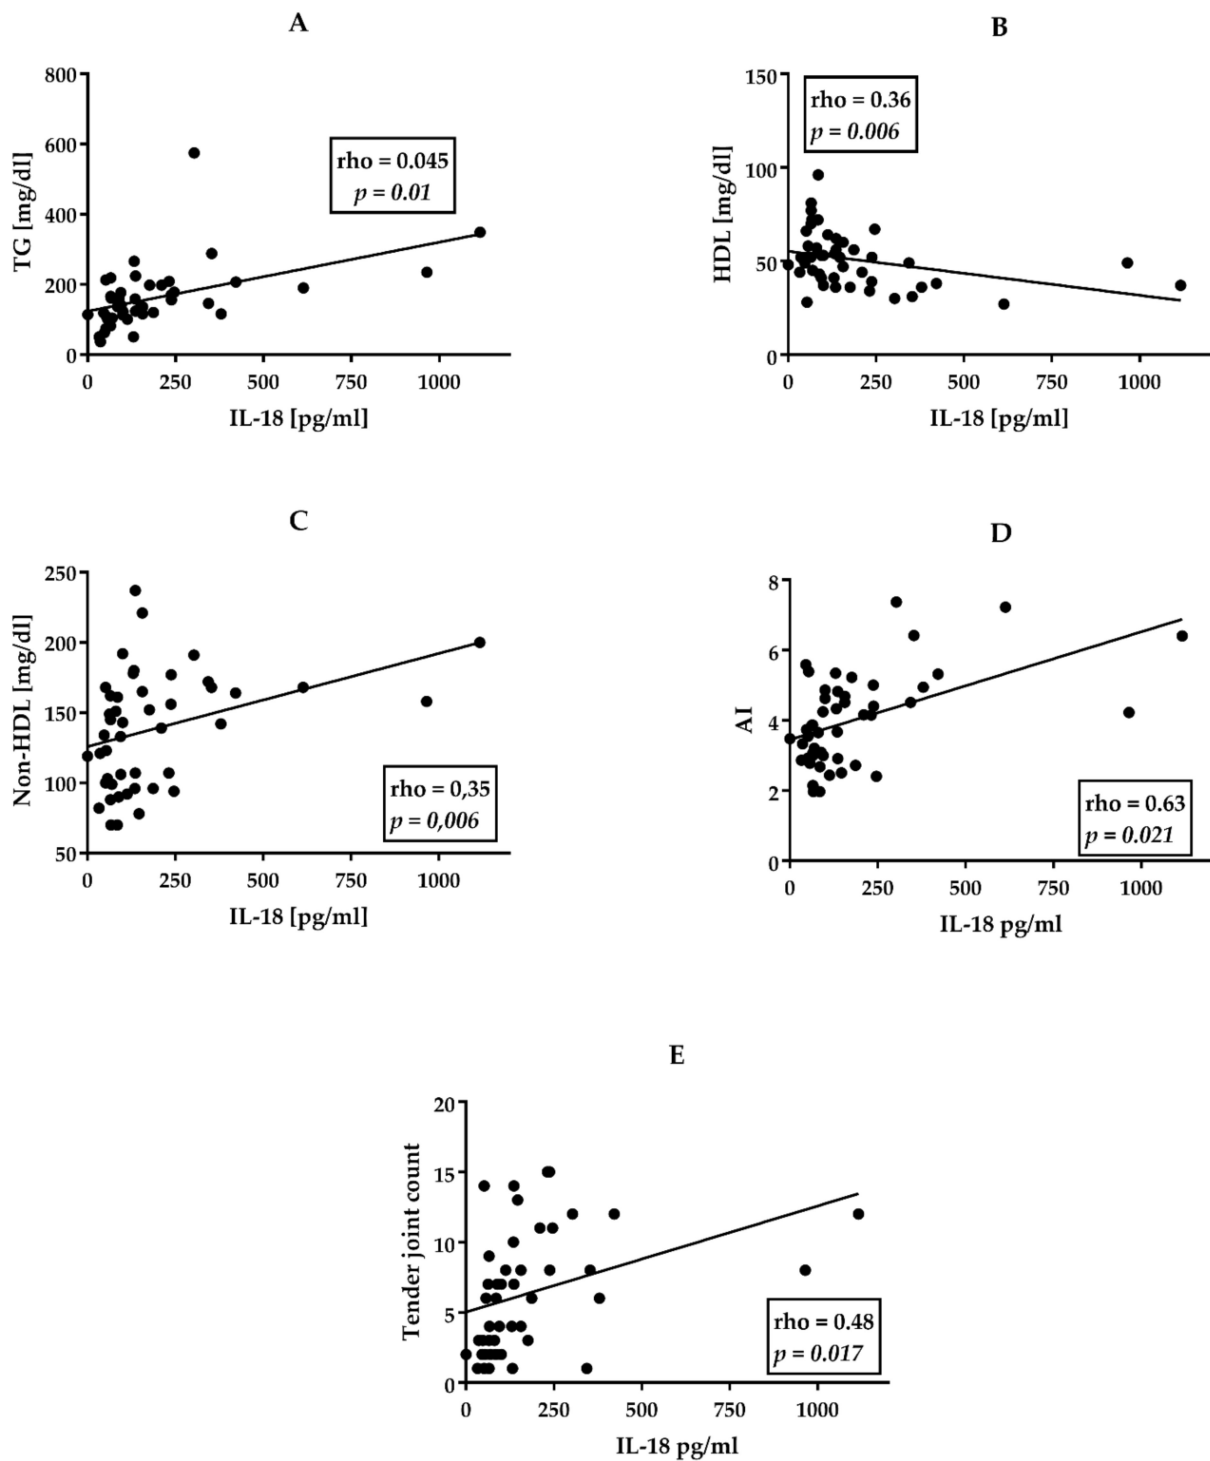 A
TG [mg/dl]
800
600
400
200
0
rho = 0.045
p = 0.01
0 250 500 750 1000
IL-18 [pg/ml]
B
HDL [mg/dl]
150
100
50
0
rho = 0.36
p = 0.006
0 250 500 750 1000
IL-18 [pg/ml]
C
Non-HDL [mg/dl]
250
200
150
100
50
rho = 0,35
p = 0,006
0 250 500 750 1000
IL-18 [pg/ml]
D
AI
8
6
4
2
0
rho = 0.63
p = 0.021
0 250 500 750 1000
IL-18 pg/ml
E
Tender joint count
20
15
10
5
0
rho = 0.48
p = 0.017
0 250 500 750 1000
IL-18 pg/ml